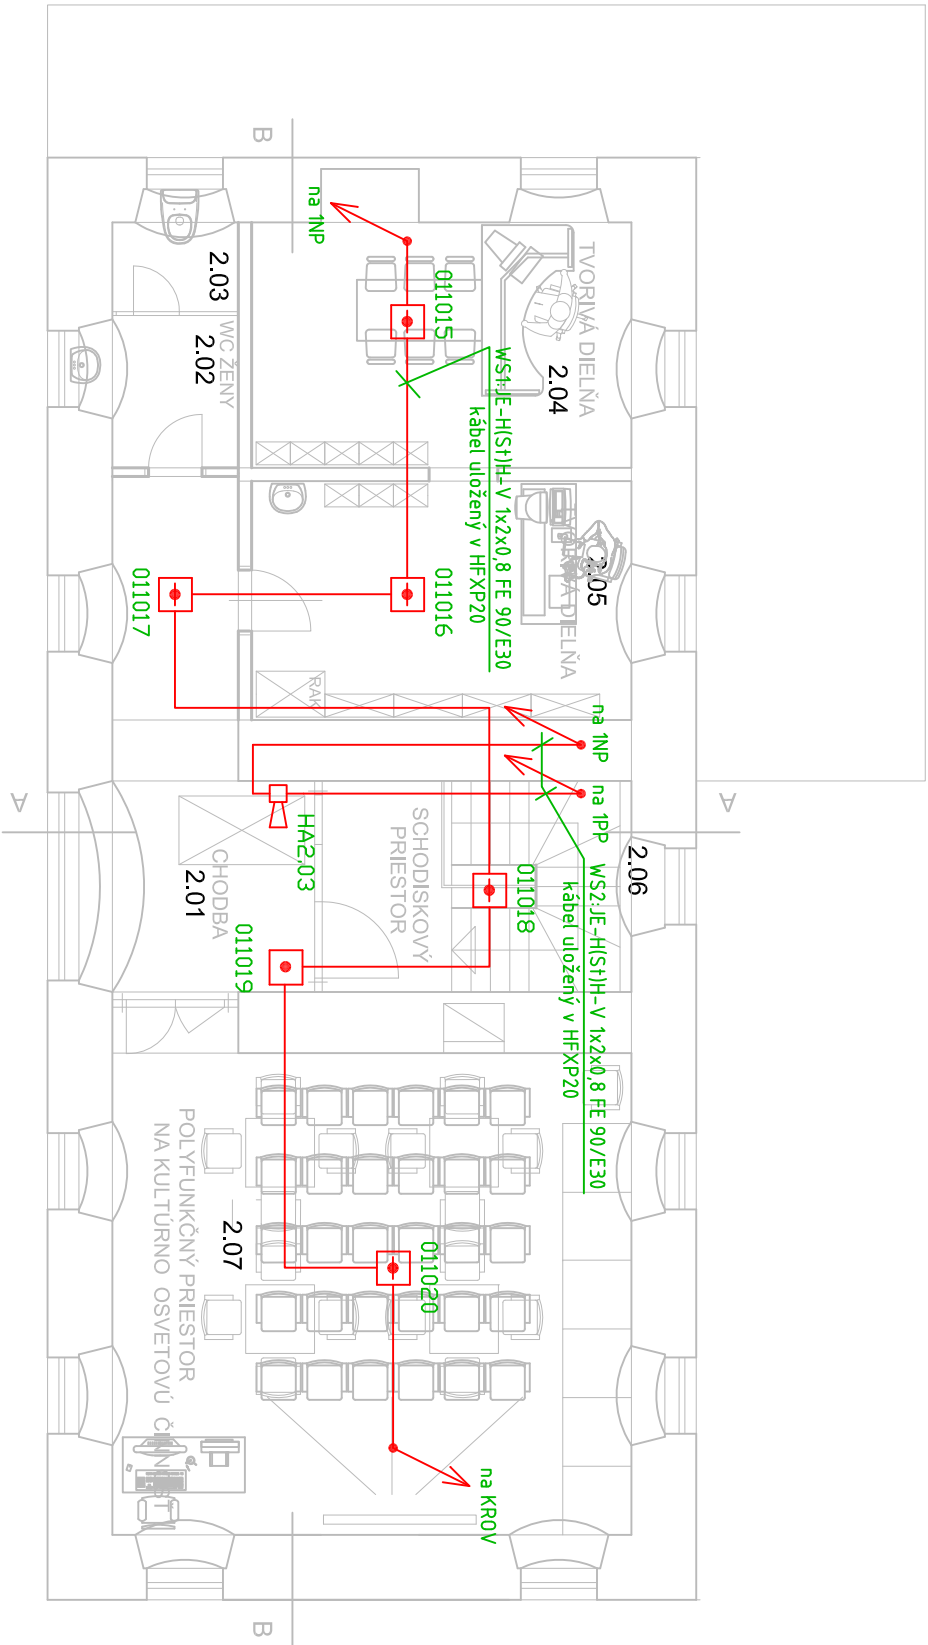 B
na 1NP
2.03
WC ŽENY
2.02
011015
TVORIVÁ DIELŇA
2.04
WS1:JE-H(St)H-V 1x2x0,8 FE 90/E30
kábel uložený v HFXP20
2.05
DIELŇA
011017
011016
RAK
na 1NP
na 1PP
A
A
HA2.03
SCHODISKOVÝ
PRIESTOR
2.06
CHODBA
2.01
011018
WS2:JE-H(St)H-V 1x2x0,8 FE 90/E30
kábel uložený v HFXP20
011019
POLYFUNKČNÝ PRIESTOR
NA KULTÚRNO OSVETOVÚ
2.07
011020
na KROV
B